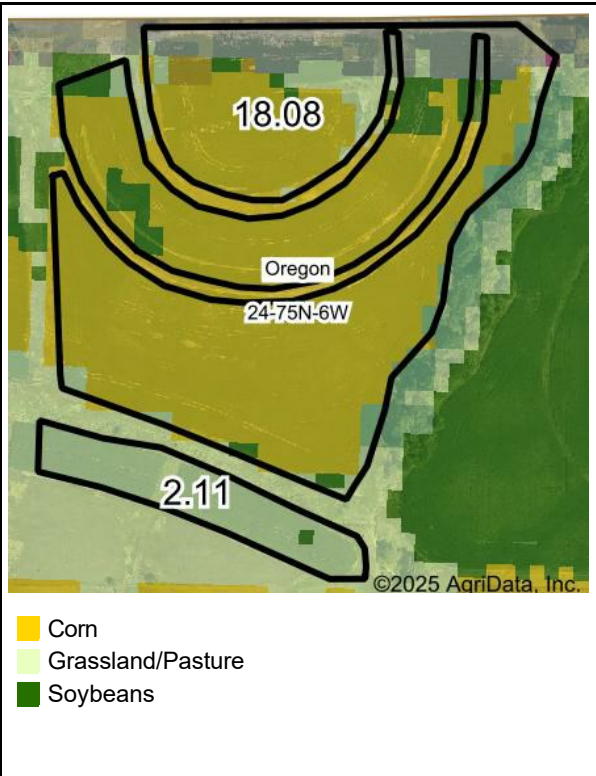 18.08
Oregon
24-75N-6W
2.11
©2025 AgriData, Inc.
Corn
Grassland/Pasture
Soybeans